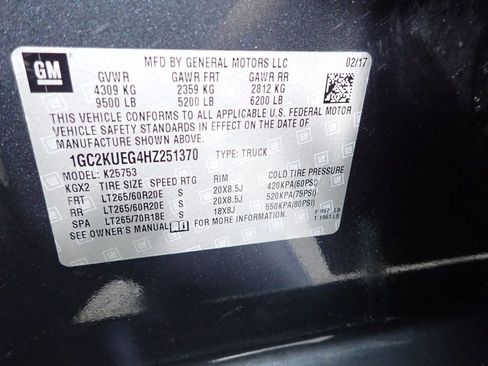 GM
MFD BY GENERAL MOTORS LLC 02/17
GVWR GAWR FRT GAWR RR
4309 KG 2359 KG 2812 KG
9500 LB 5200 LB 6200 LB
THIS VEHICLE CONFORMS TO ALL APPLICABLE U.S. FEDERAL MOTOR
VEHICLE SAFETY STANDARDS IN EFFECT ON THE DATE OF
MANUFACTURE SHOWN ABOVE.
1GC2KUEG4HZ251370 TYPE: TRUCK
MODEL: K25753
KGX2 TIRE SIZE SPEED RTG RIM COLD TIRE PRESSURE
FRT LT265/60R20E S 20X8.5J 420KPA(60PSI)
RR LT265/60R20E S 20X8.5J 520KPA(75PSI)
SPA LT265/70R18E S 18X8J 550KPA(80PSI)
SEE OWNER'S MANUAL FOR MORE INFORMATION